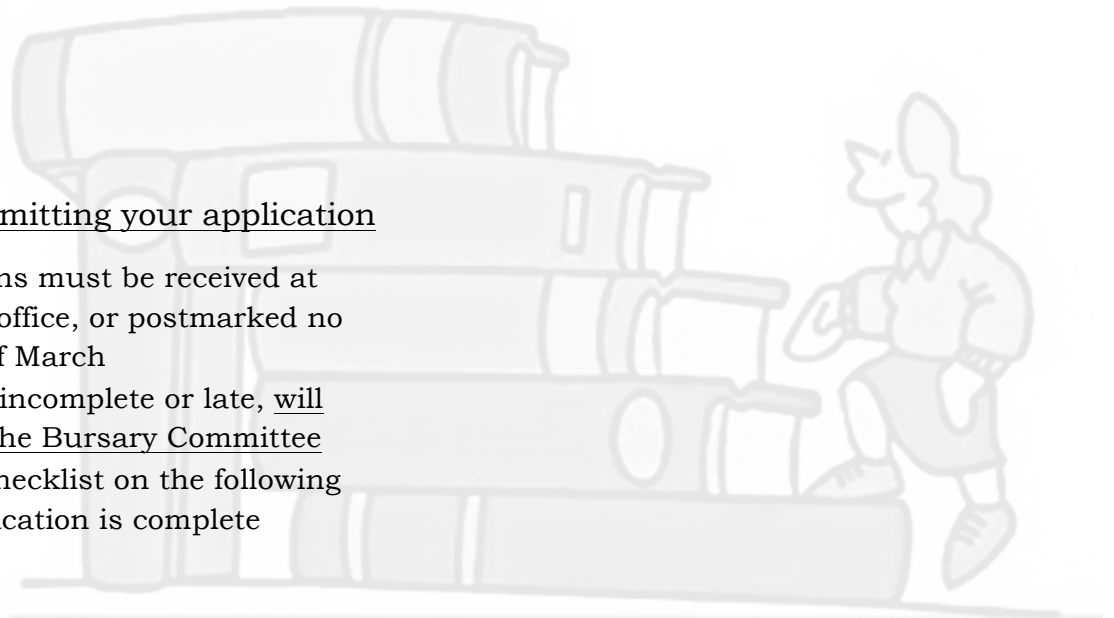 mitting your application
ns must be received at
office, or postmarked no
f March
incomplete or late, will
he Bursary Committee
hecklist on the following
ication is complete